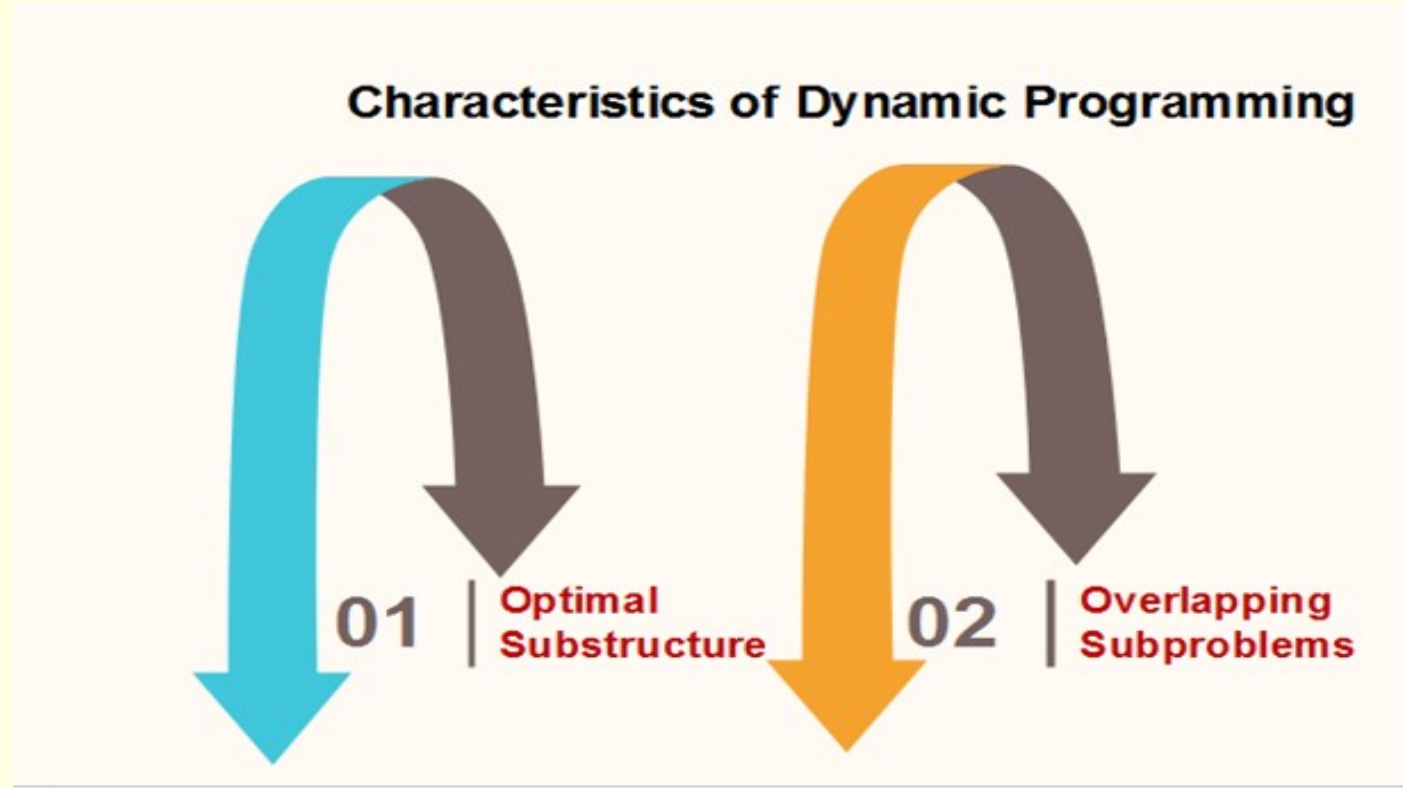 Characteristics of Dynamic Programming
01
Optimal
Substructure
02
Overlapping
Subproblems